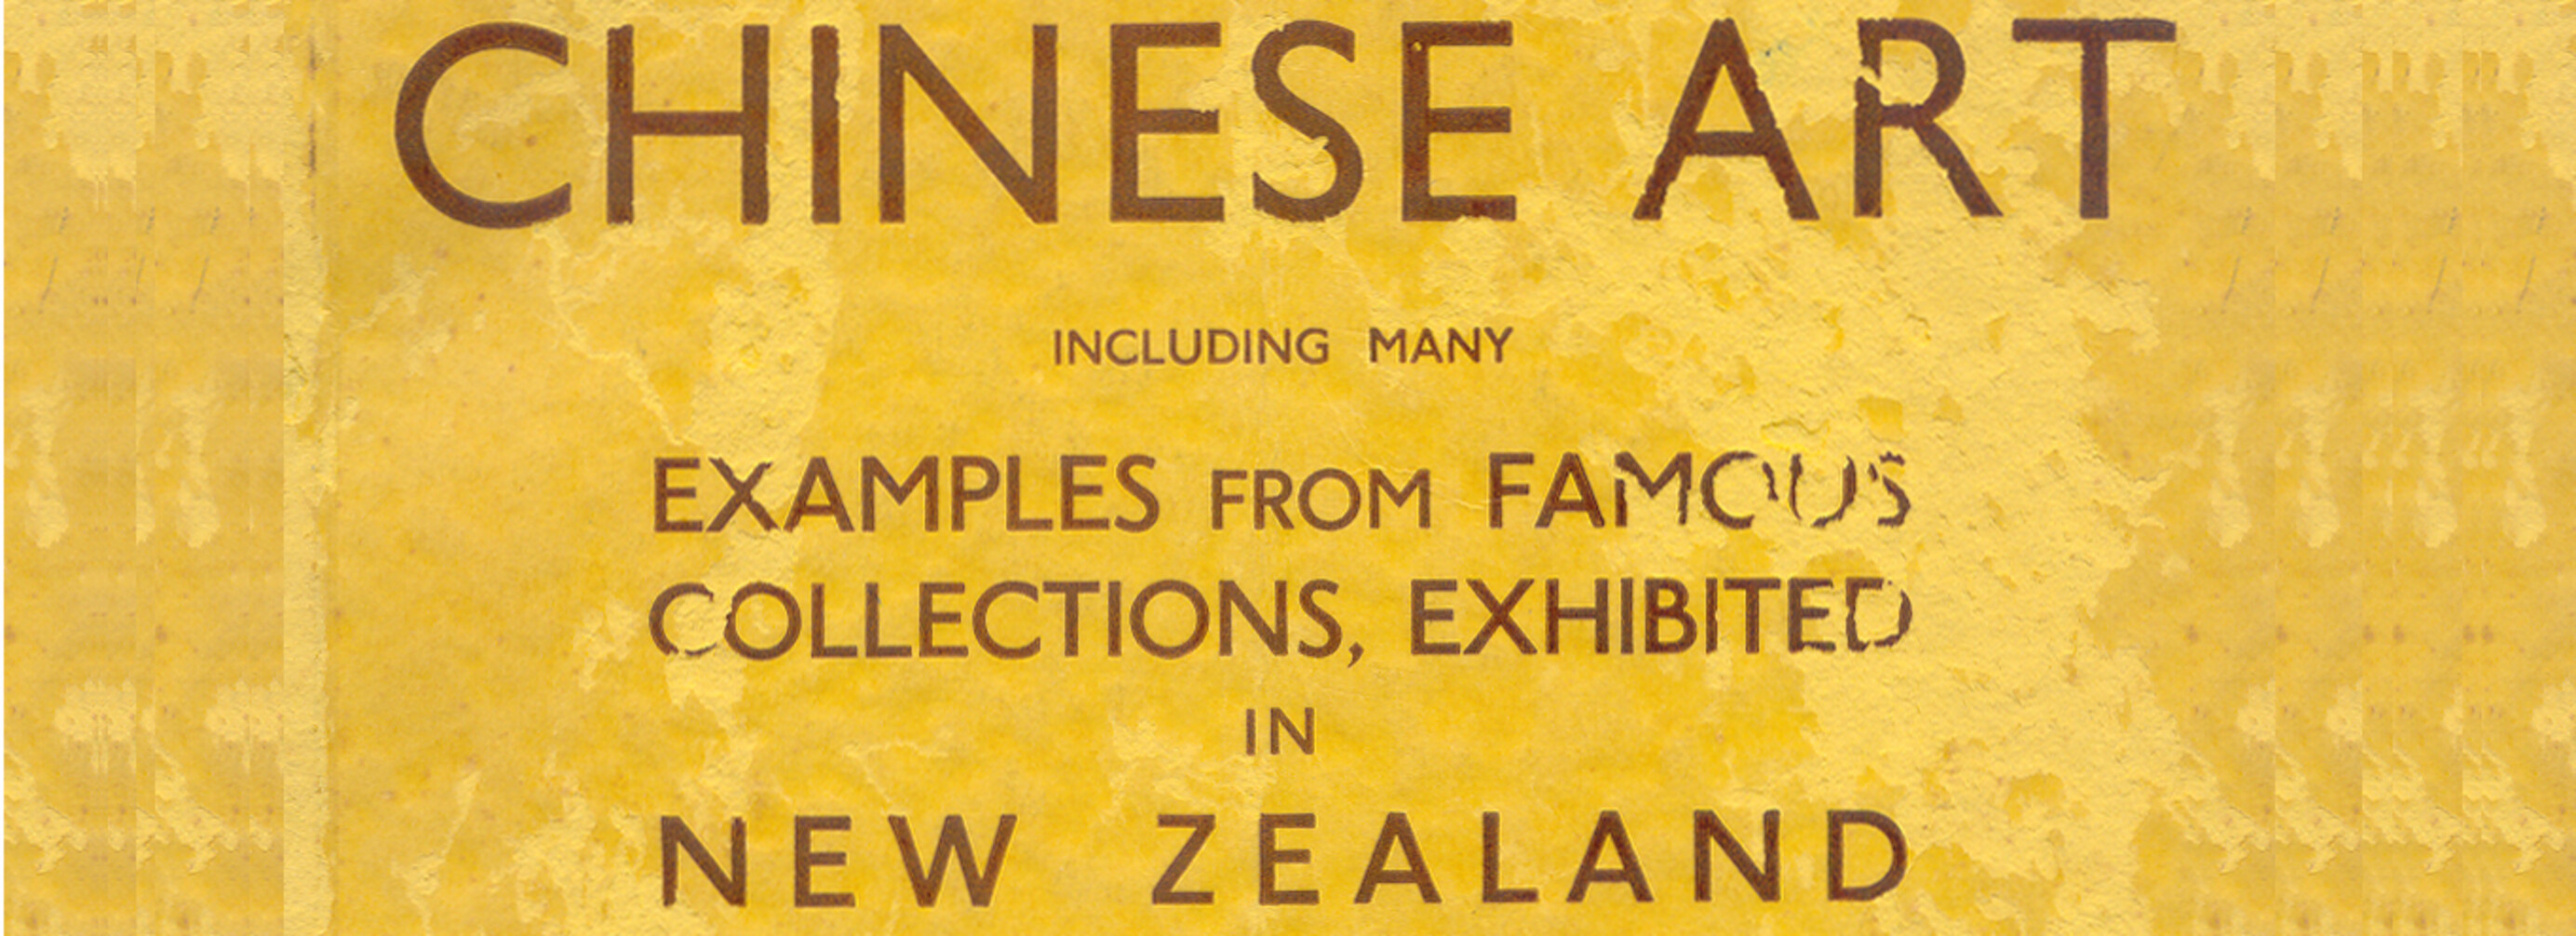 CHINESE ART
INCLUDING MANY
EXAMPLES FROM FAMOUS
COLLECTIONS, EXHIBITED
IN
NEW ZEALAND